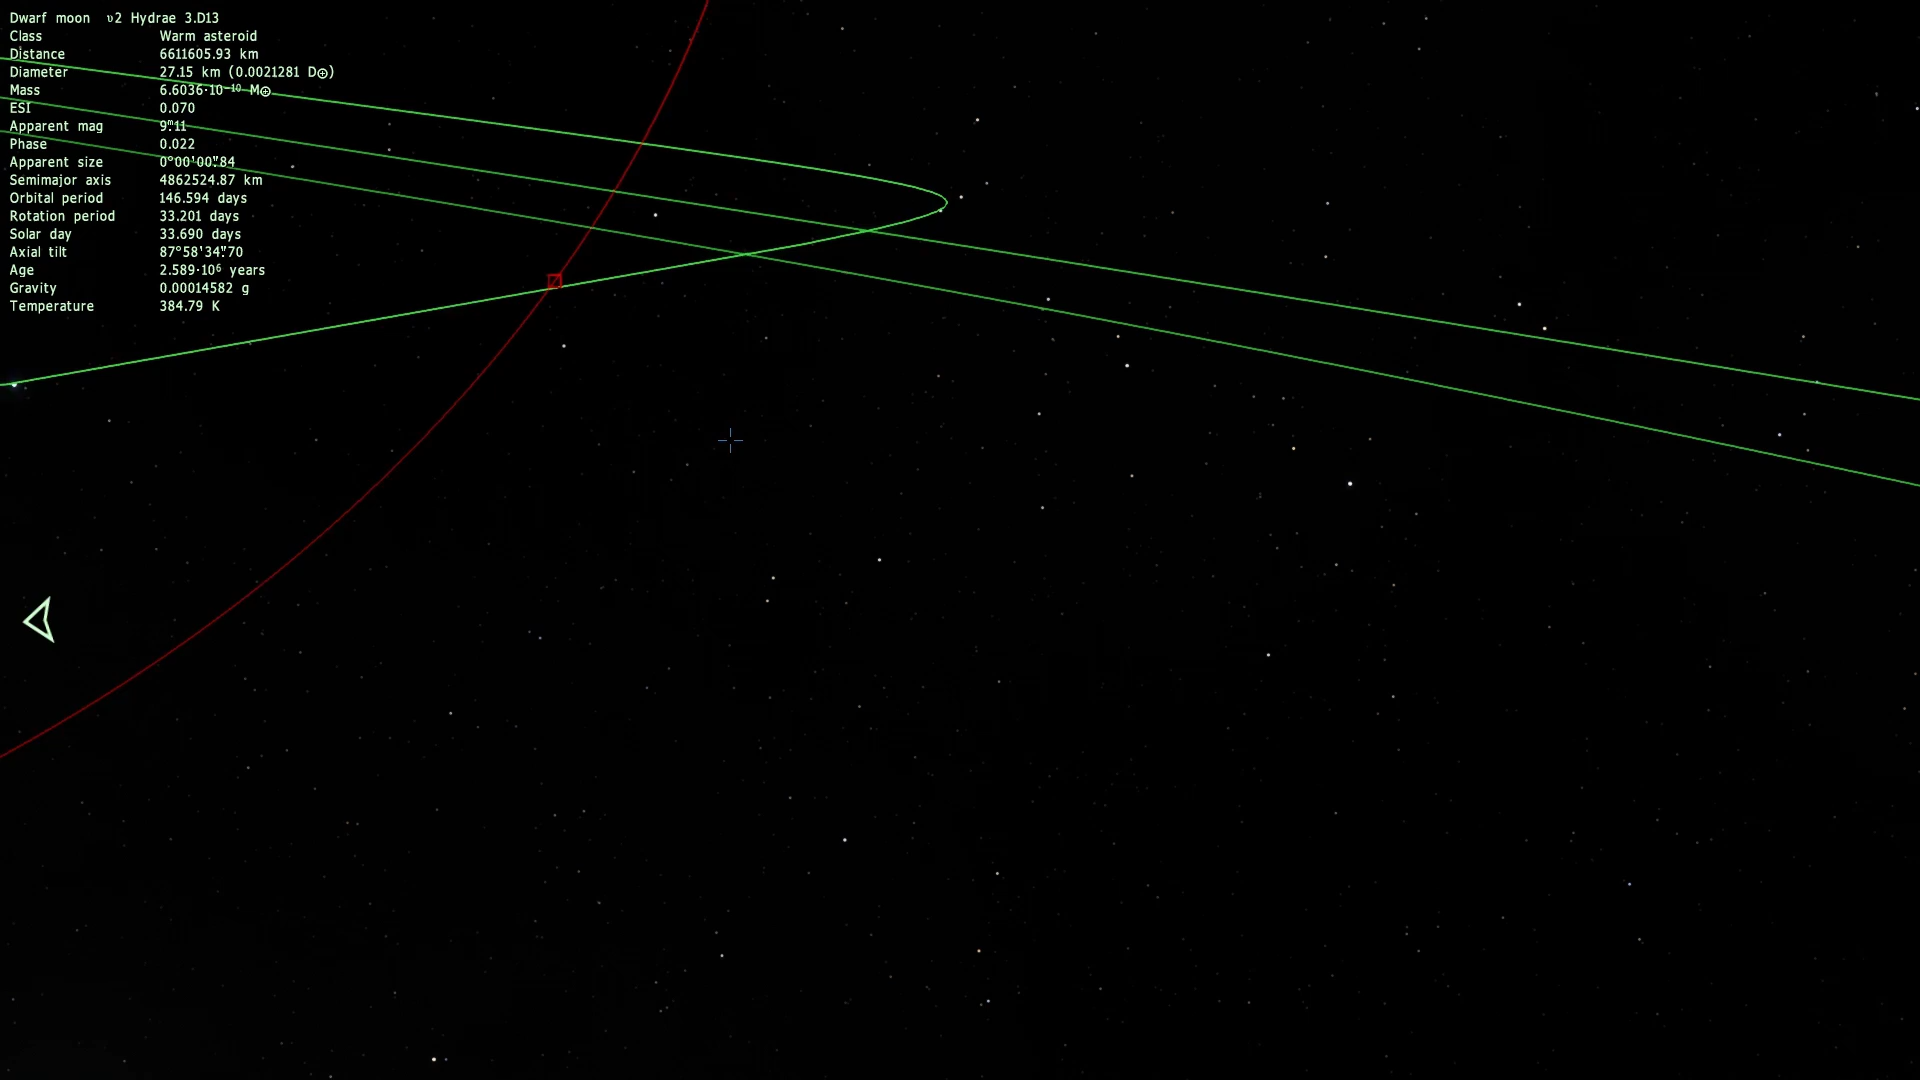 Dwarf moon υ2 Hydrae 3.D13
Class Warm asteroid
Distance 6611605.93 km
Diameter 27.15 km (0.0021281 D⊕)
Mass 6.6036·10⁻¹⁰ M⊕
ESI 0.070
Apparent mag 9ᵐ.11
Phase 0.022
Apparent size 0°00'00".84
Semimajor axis 4862524.87 km
Orbital period 146.594 days
Rotation period 33.201 days
Solar day 33.690 days
Axial tilt 87°58'34".70
Age 2.589·10⁶ years
Gravity 0.00014582 g
Temperature 384.79 K